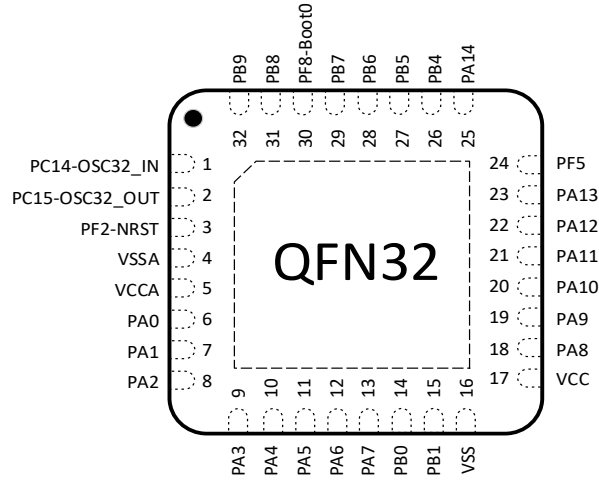 PB9
PB8
PF8-Boot0
PB7
PB6
PB5
PB4
PA14
32
31
30
29
28
27
26
25
PC14-OSC32_IN 1
PC15-OSC32_OUT 2
PF2-NRST 3
VSSA 4
VCCA 5
PA0 6
PA1 7
PA2 8
QFN32
24 PF5
23 PA13
22 PA12
21 PA11
20 PA10
19 PA9
18 PA8
17 VCC
9
10
11
12
13
14
15
16
PA3
PA4
PA5
PA6
PA7
PB0
PB1
VSS